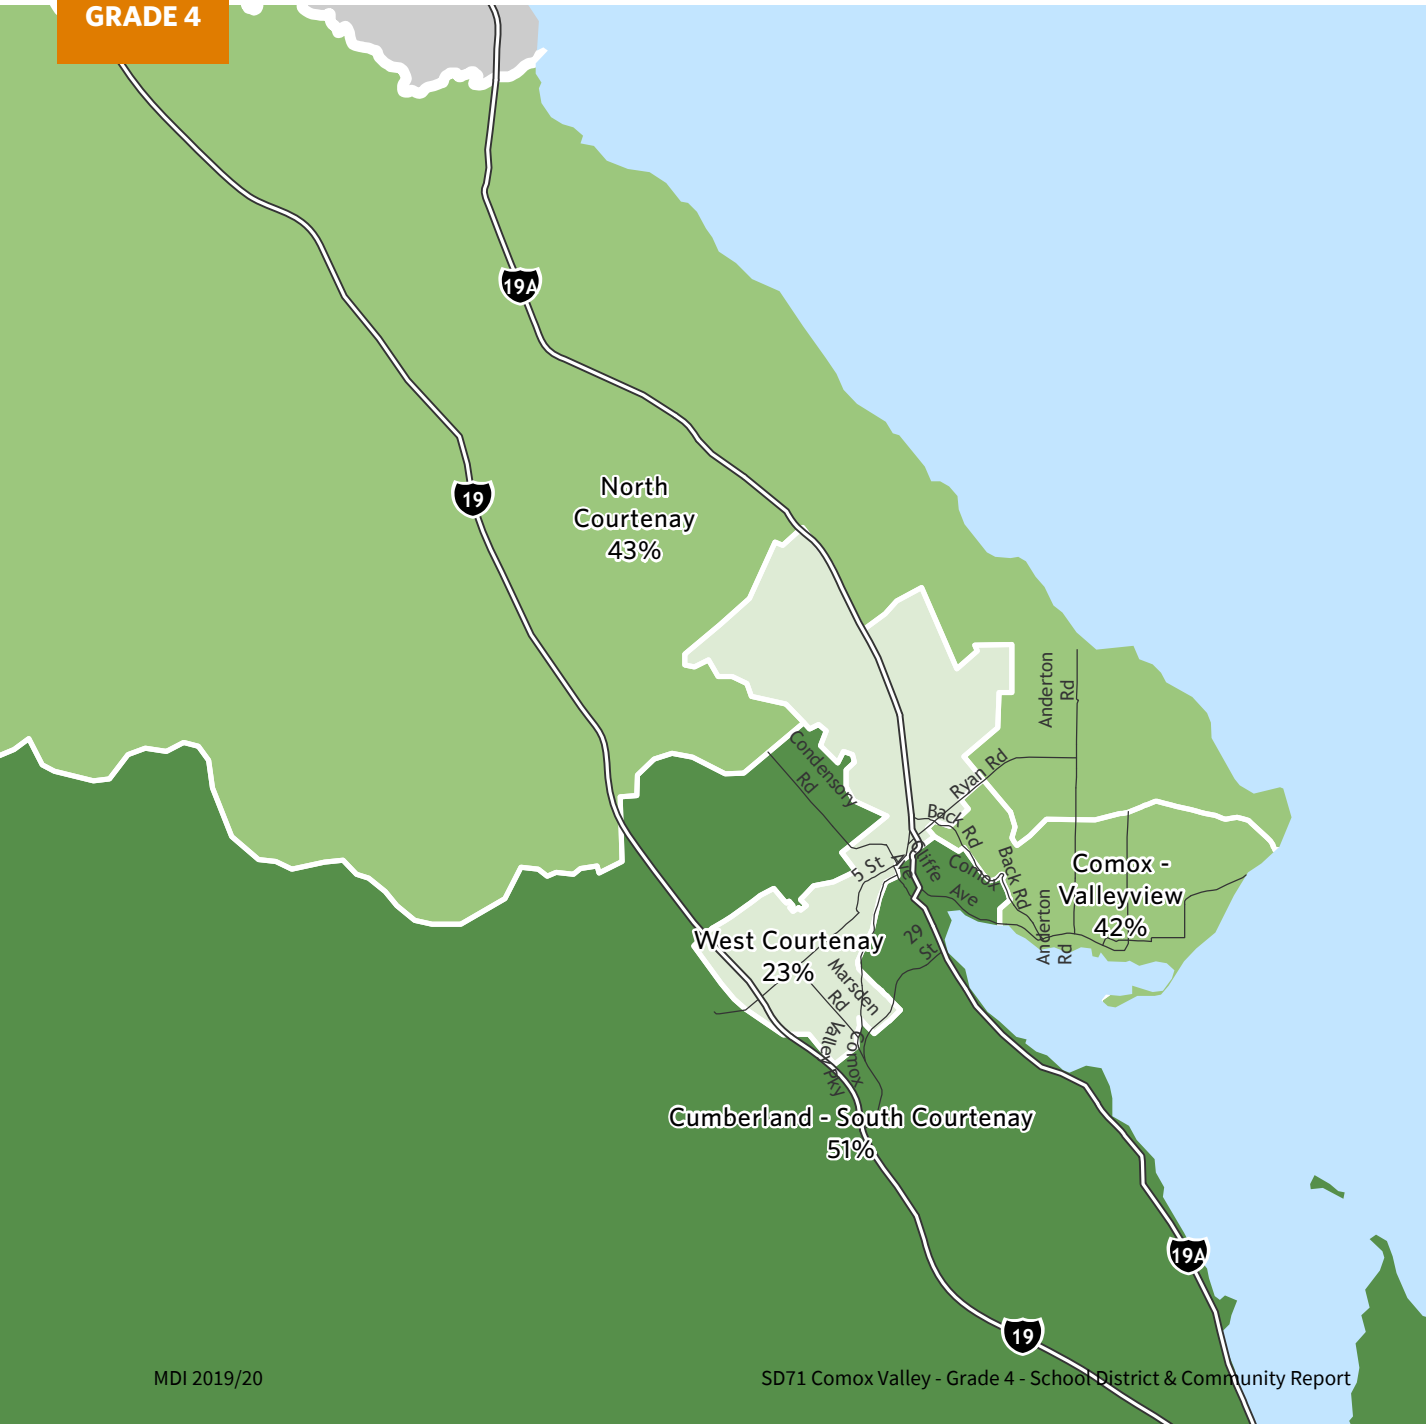 GRADE 4
19A
19
North
Courtenay
43%
Anderton
Rd
Condensory
Rd
Ryan Rd
Back Rd
Back Rd
5 St
Cliffe
Ave
Comox
Ave
Comox -
Valleyview
42%
Anderton
Rd
29
St
West Courtenay
23%
Marsden
Rd
Comox
Valley Pky
Cumberland - South Courtenay
51%
19A
19
MDI 2019/20
SD71 Comox Valley - Grade 4 - School District & Community Report